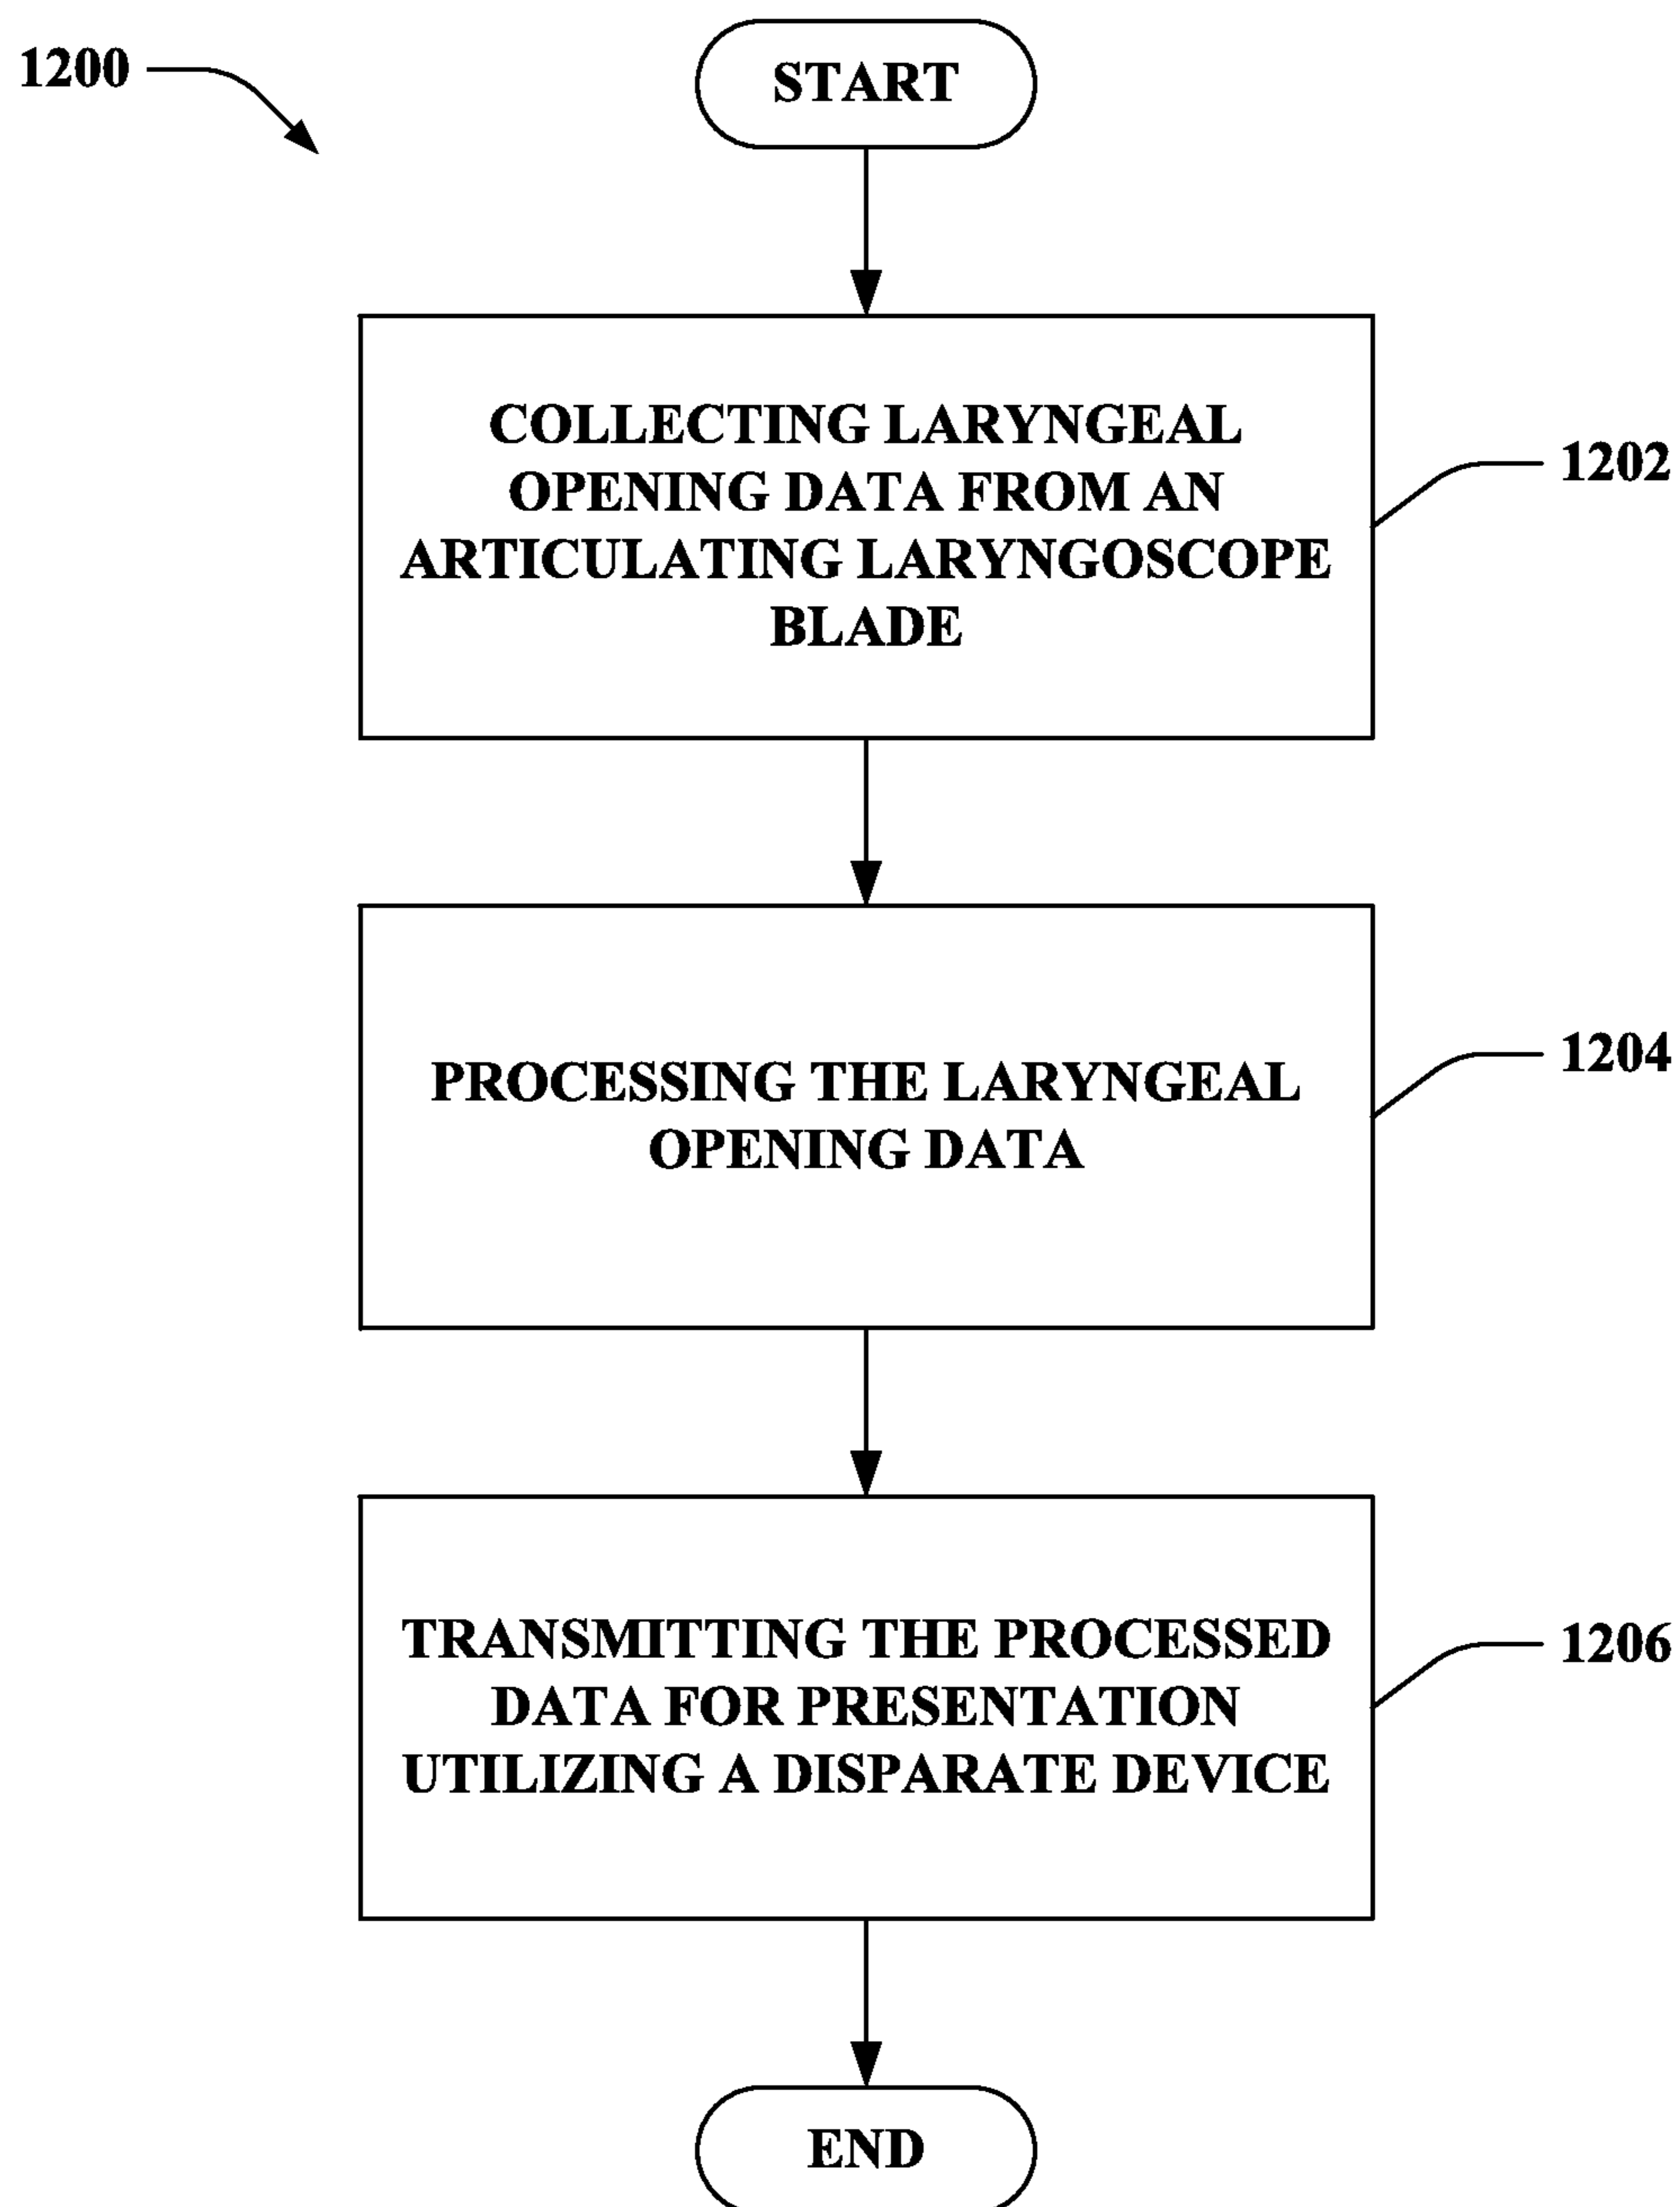 1200
START
COLLECTING LARYNGEAL
OPENING DATA FROM AN
ARTICULATING LARYNGOSCOPE
BLADE
1202
PROCESSING THE LARYNGEAL
OPENING DATA
1204
TRANSMITTING THE PROCESSED
DATA FOR PRESENTATION
UTILIZING A DISPARATE DEVICE
1206
END